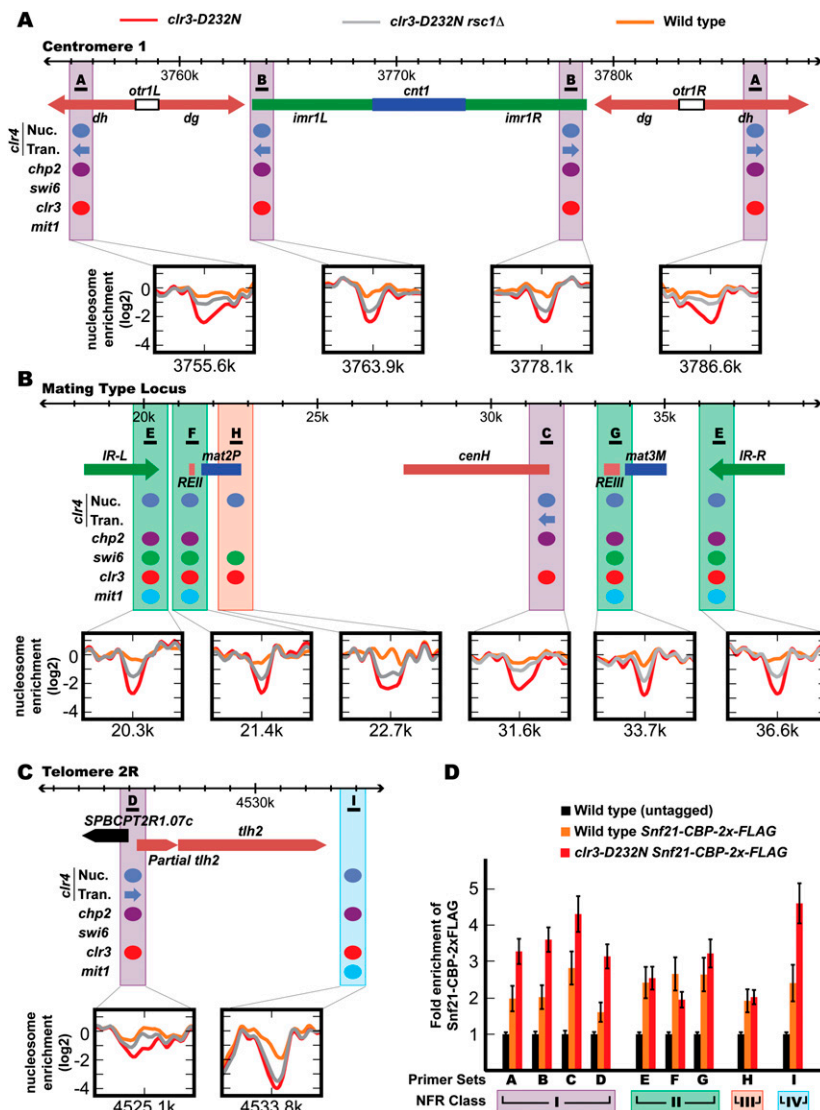 clr3-D232N clr3-D232N rsc1Δ Wild type
A
Centromere 1
3760k 3770k 3780k
A B B A
otr1L cnt1 otr1R
dh dg imr1L imr1R dg dh
clr4
Nuc.
Tran.
chp2
swi6
clr3
mit1
nucleosome enrichment (log2)
0
-2
-4
3755.6k 3763.9k 3778.1k 3786.6k
B
Mating Type Locus
20k 25k 30k 35k
E F H C G E
IR-L mat2P cenH mat3M IR-R
REII REIII
clr4
Nuc.
Tran.
chp2
swi6
clr3
mit1
nucleosome enrichment (log2)
0
-2
-4
20.3k 21.4k 22.7k 31.6k 33.7k 36.6k
C
Telomere 2R
4530k
D I
SPBCPT2R1.07c
tlh2
Partial tlh2
clr4
Nuc.
Tran.
chp2
swi6
clr3
mit1
nucleosome enrichment (log2)
0
-2
-4
4525.1k 4533.8k
D
Wild type (untagged)
Wild type Snf21-CBP-2x-FLAG
clr3-D232N Snf21-CBP-2x-FLAG
Fold enrichment of Snf21-CBP-2xFLAG
5
4
3
2
1
Primer Sets A B C D E F G H I
NFR Class I II III IV